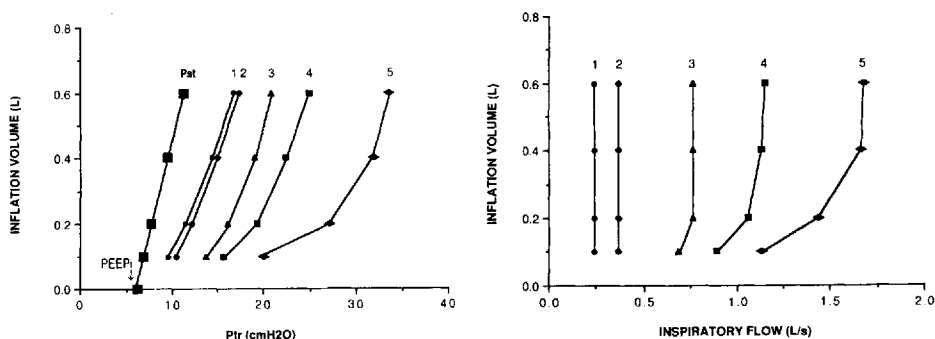 0.8
0.6
0.4
0.2
0.0
INFLATION VOLUME (L)
Pst
1 2 3 4 5
PEEP
0 10 20 30 40
Ptr (cmH2O)
0.8
0.6
0.4
0.2
0.0
INFLATION VOLUME (L)
1 2 3 4 5
0.0 0.5 1.0 1.5 2.0
INSPIRATORY FLOW (L/s)